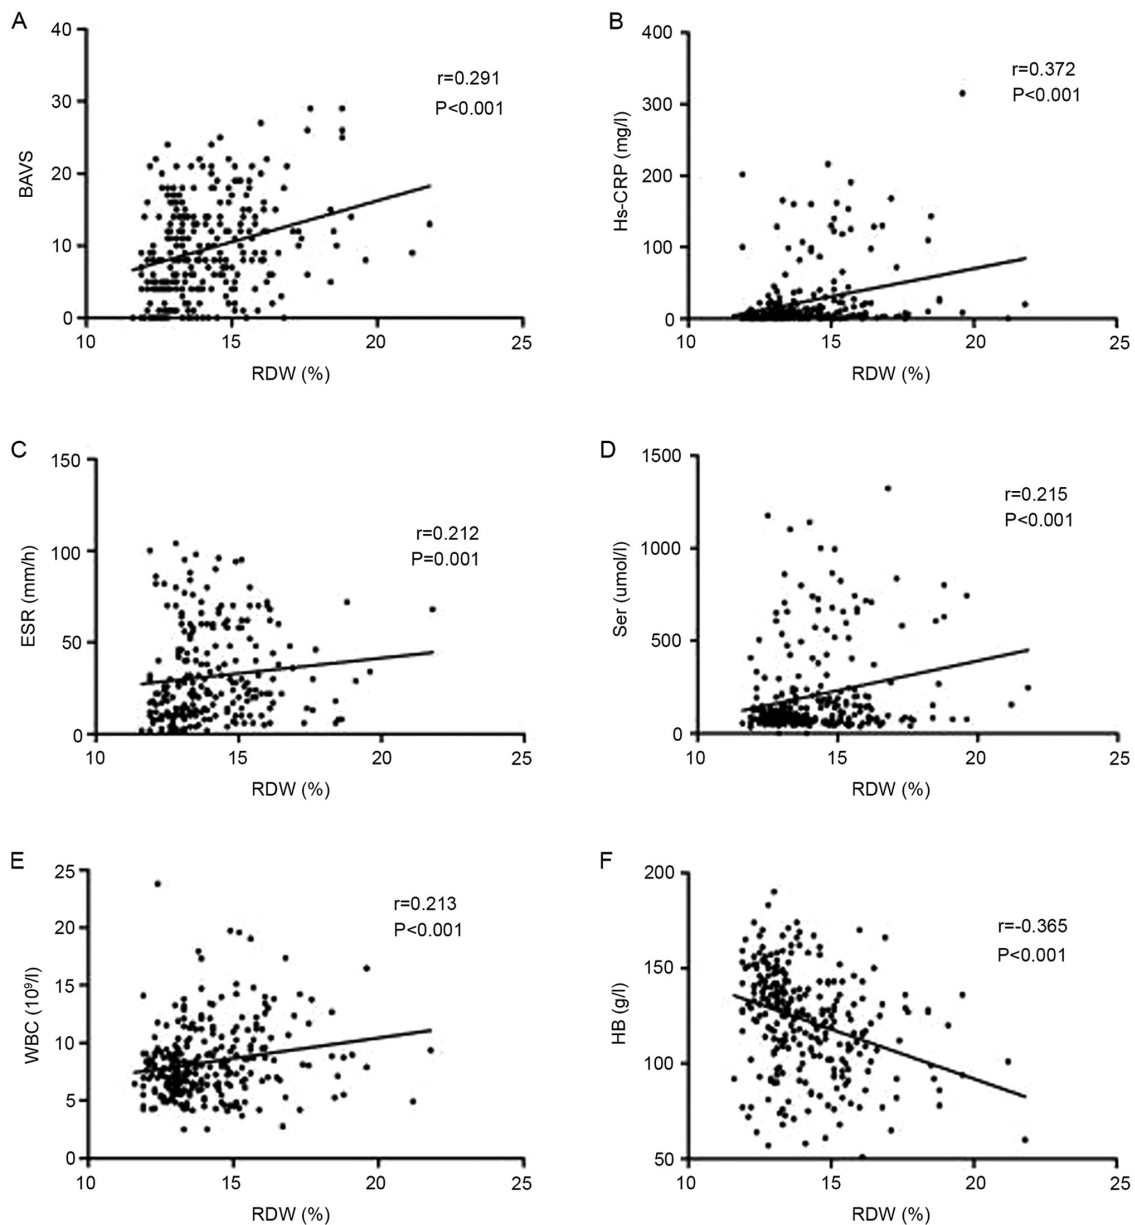 A
40
30
20
10
0
BAVS
r=0.291
P<0.001
10 15 20 25
RDW (%)
B
400
300
200
100
0
Hs-CRP (mg/l)
r=0.372
P<0.001
10 15 20 25
RDW (%)
C
150
100
50
0
ESR (mm/h)
r=0.212
P=0.001
10 15 20 25
RDW (%)
D
1500
1000
500
0
Ser (umol/l)
r=0.215
P<0.001
10 15 20 25
RDW (%)
E
25
20
15
10
5
0
WBC (10⁹/l)
r=0.213
P<0.001
10 15 20 25
RDW (%)
F
200
150
100
50
HB (g/l)
r=-0.365
P<0.001
10 15 20 25
RDW (%)